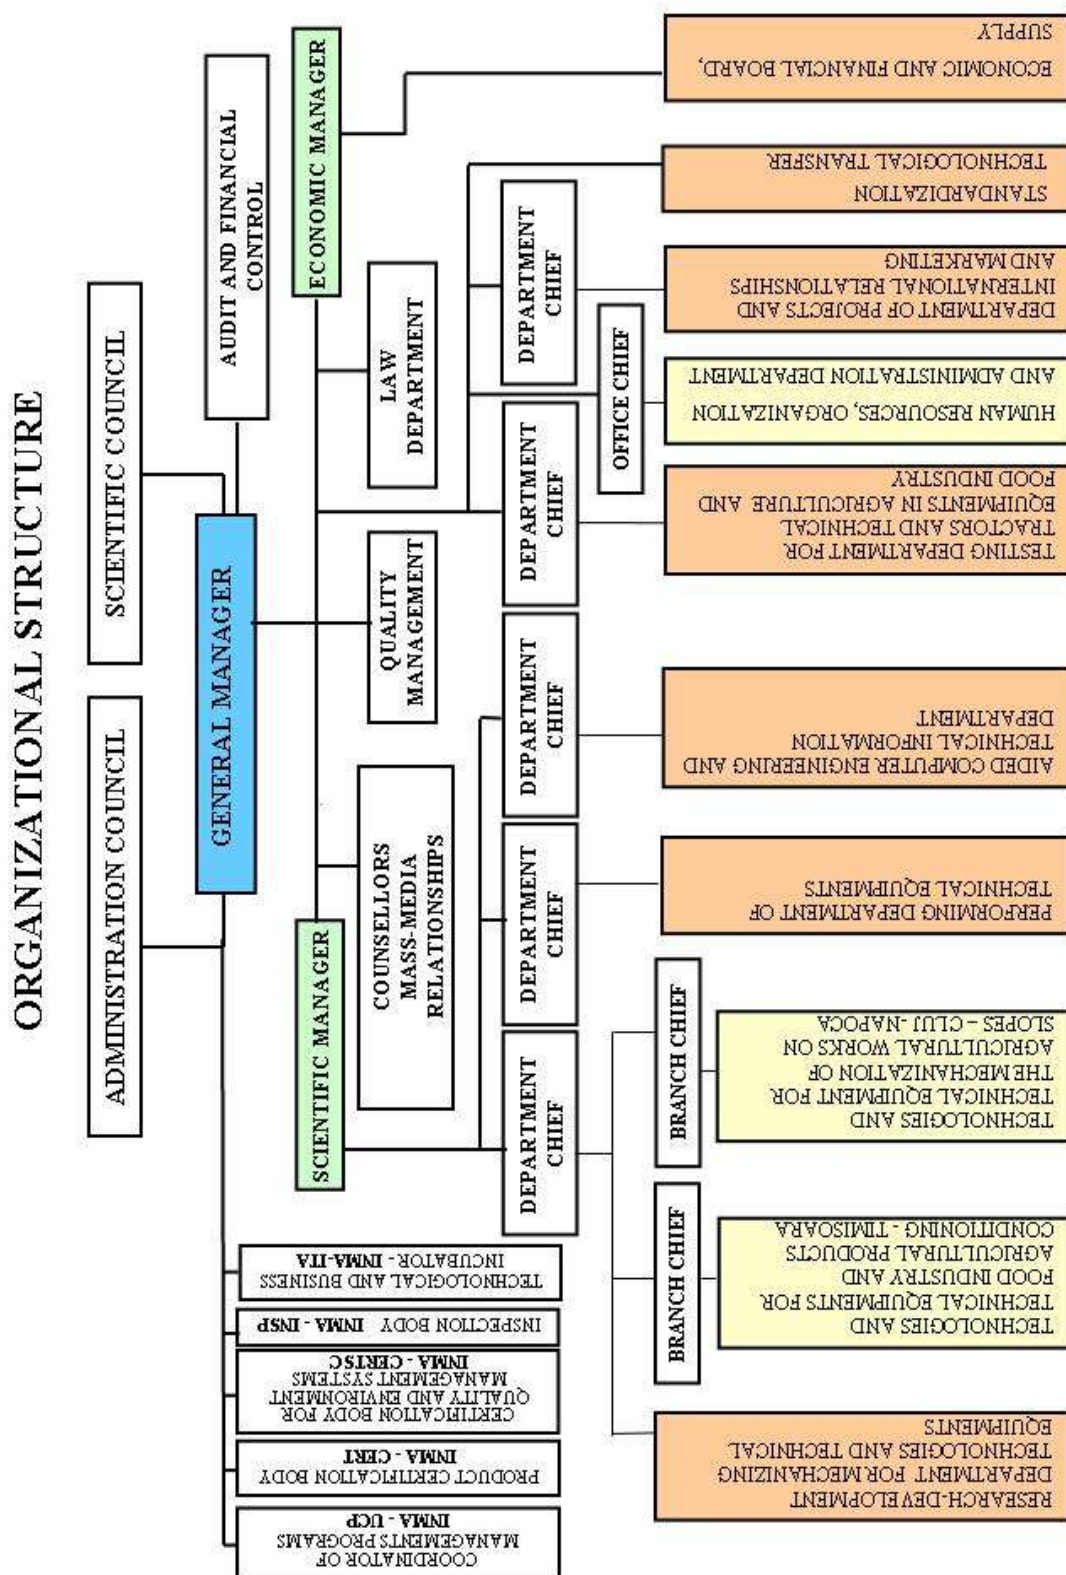 ORGANIZATIONAL STRUCTURE
ADMINISTRATION COUNCIL
SCIENTIFIC COUNCIL
GENERAL MANAGER
AUDIT AND FINANCIAL
CONTROL
COORDINATOR OF
MANAGEMENTS PROGRAMS
INMA - UCP
PRODUCT CERTIFICATION BODY
INMA - CERT
CERTIFICATION BODY FOR
QUALITY AND ENVIRONMENT
MANAGEMENT SYSTEMS
INMA - CERTSC
INSPECTION BODY INMA - INSP
TECHNOLOGICAL AND BUSINESS
INCUBATOR - INMA-ITA
SCIENTIFIC MANAGER
ECONOMIC MANAGER
COUNSELLORS
MASS-MEDIA
RELATIONSHIPS
QUALITY
MANAGEMENT
LAW
DEPARTMENT
DEPARTMENT
CHIEF
DEPARTMENT
CHIEF
DEPARTMENT
CHIEF
DEPARTMENT
CHIEF
DEPARTMENT
CHIEF
OFFICE CHIEF
BRANCH CHIEF
BRANCH CHIEF
RESEARCH-DEVELOPMENT
DEPARTMENT FOR MECHANIZING
TECHNOLOGIES AND TECHNICAL
EQUIPMENTS
TECHNOLOGIES AND
TECHNICAL EQUIPMENTS FOR
FOOD INDUSTRY AND
AGRICULTURAL PRODUCTS
CONDITIONING - TIMISOARA
TECHNOLOGIES AND
TECHNICAL EQUIPMENT FOR
THE MECHANIZATION OF
AGRICULTURAL WORKS ON
SLOPES – CLUJ -NAPOCA
PERFORMING DEPARTMENT OF
TECHNICAL EQUIPMENTS
AIDED COMPUTER ENGINEERING AND
TECHNICAL INFORMATION
DEPARTMENT
TESTING DEPARTMENT FOR
TRACTORS AND TECHNICAL
EQUIPMENTS IN AGRICULTURE AND
FOOD INDUSTRY
HUMAN RESOURCES, ORGANIZATION
AND ADMINISTRATION DEPARTMENT
DEPARTMENT OF PROJECTS AND
INTERNATIONAL RELATIONSHIPS
AND MARKETING
STANDARDIZATION
TECHNOLOGICAL TRANSFER
ECONOMIC AND FINANCIAL BOARD,
SUPPLY